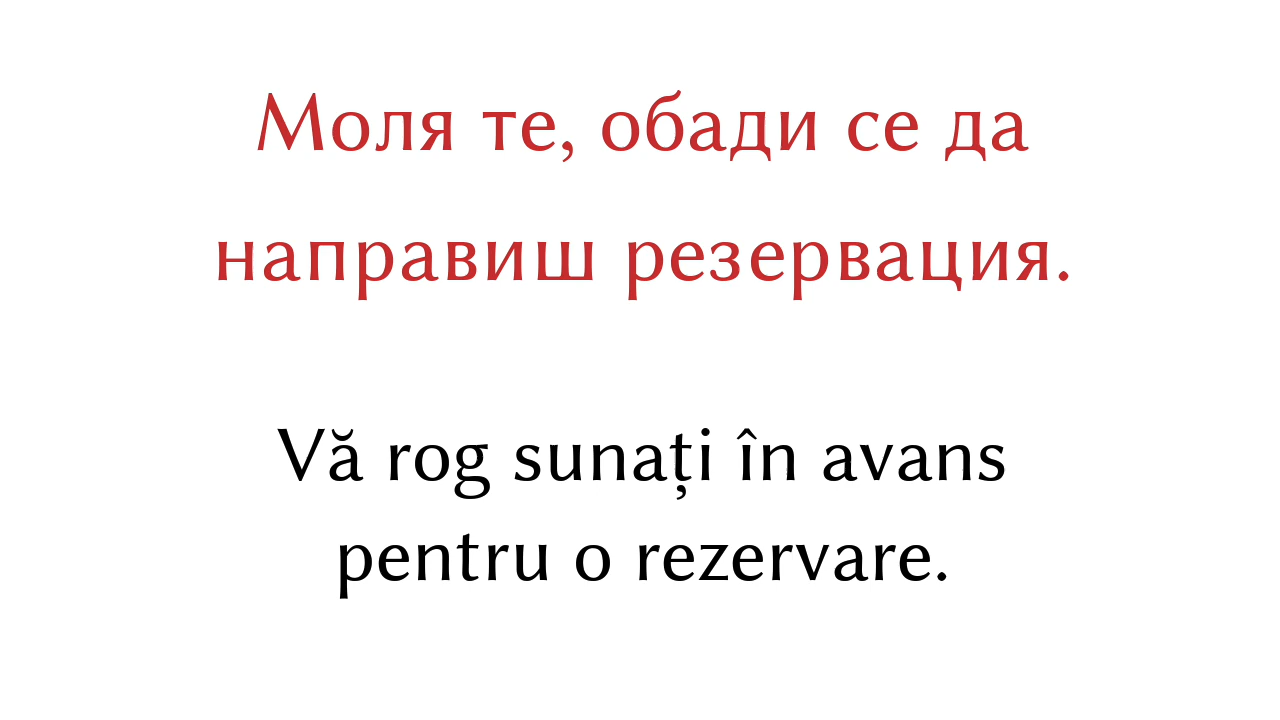 Моля те, обади се да
направиш резервация.
Vă rog sunați în avans
pentru o rezervare.